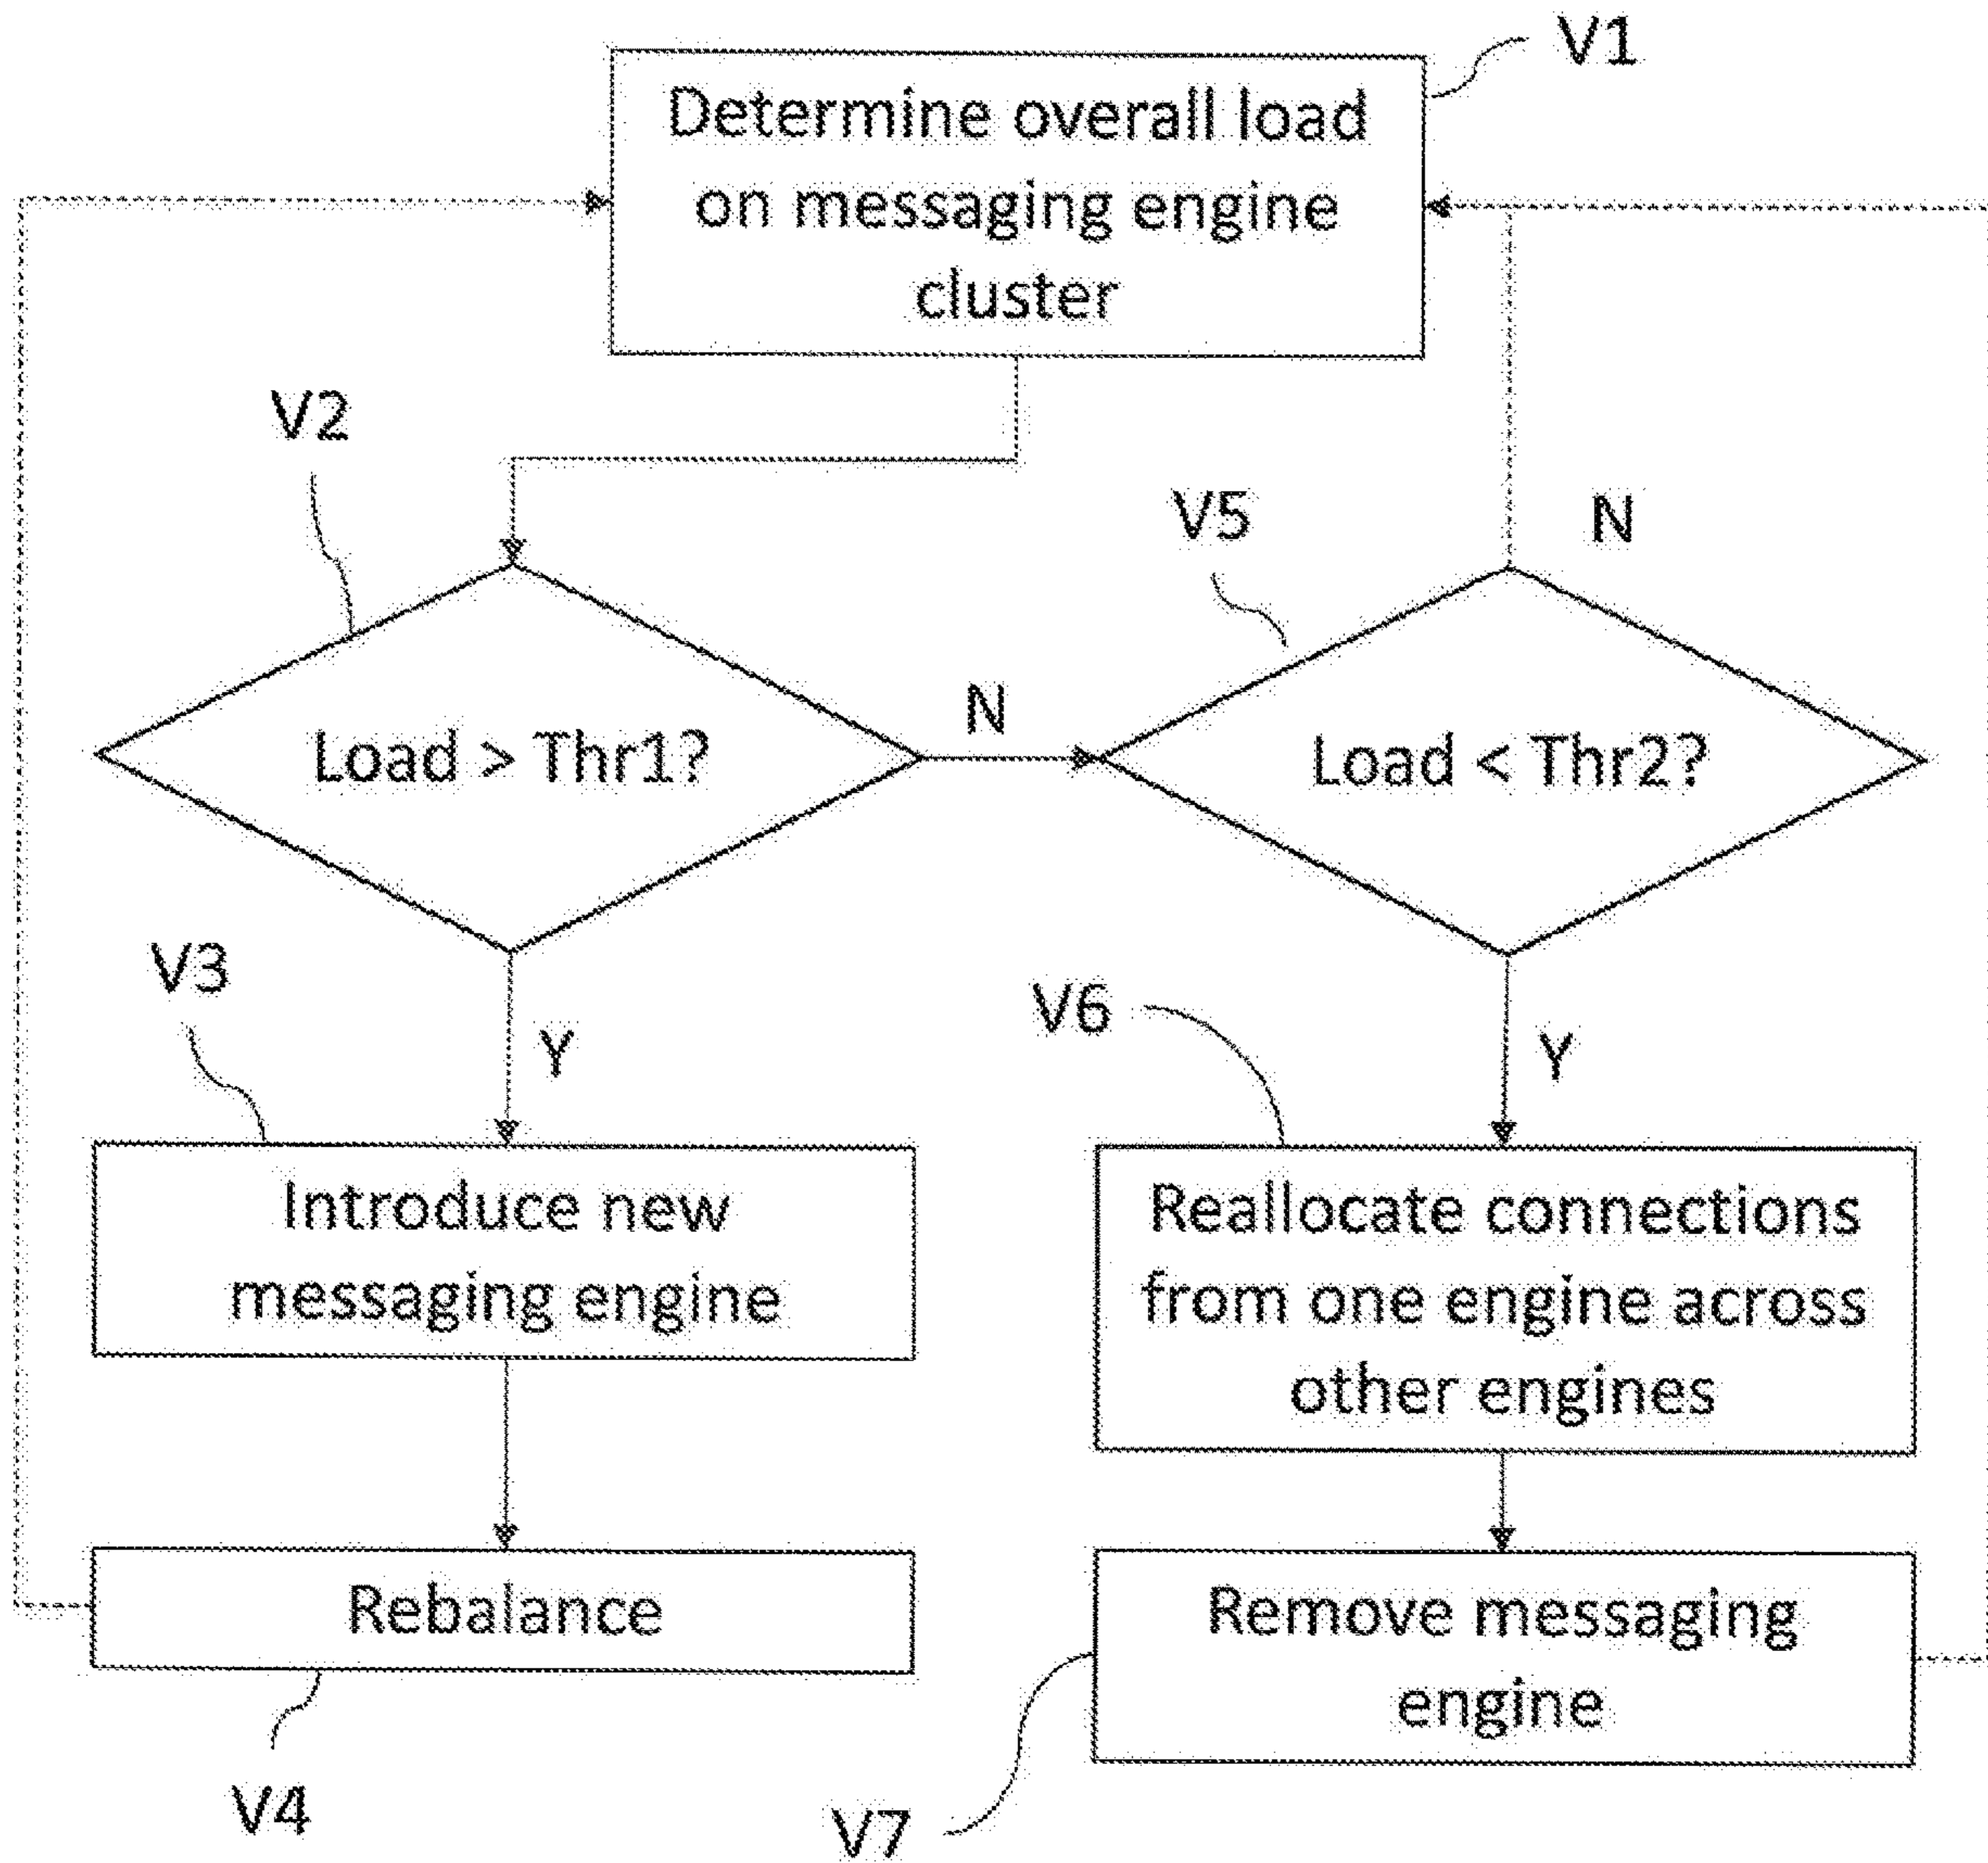 V1
Determine overall load
on messaging engine
cluster
V2
V5
N
Load > Thr1?
N
Load < Thr2?
V3
Y
V6
Y
Introduce new
messaging engine
Reallocate connections
from one engine across
other engines
Rebalance
Remove messaging
engine
V4
V7